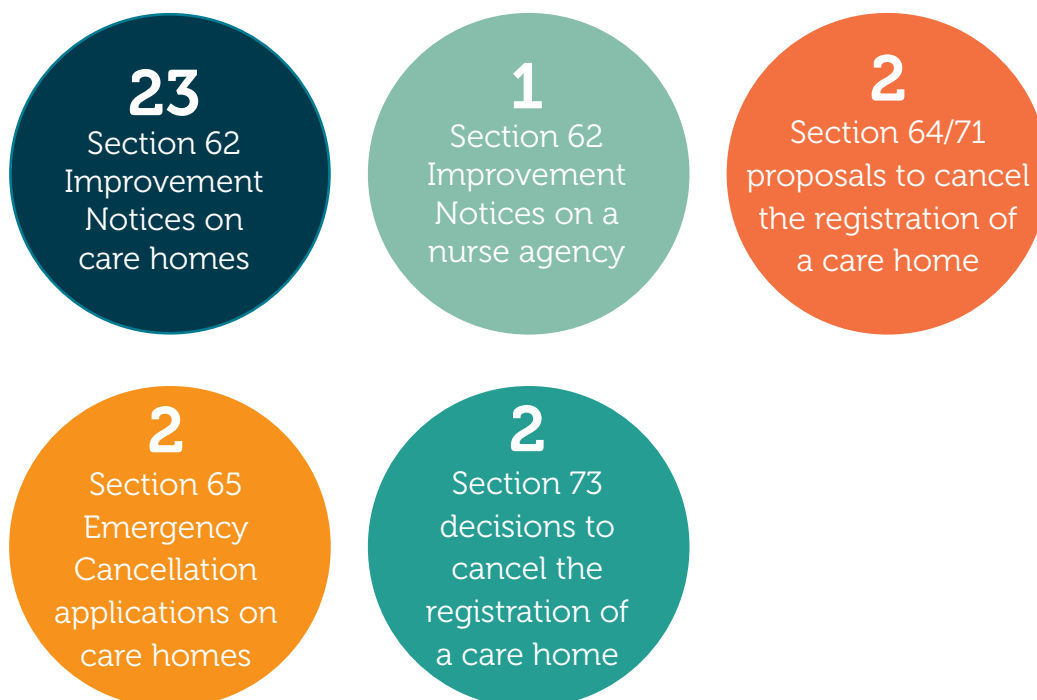 23
Section 62
Improvement
Notices on
care homes
1
Section 62
Improvement
Notices on a
nurse agency
2
Section 64/71
proposals to cancel
the registration of
a care home
2
Section 65
Emergency
Cancellation
applications on
care homes
2
Section 73
decisions to
cancel the
registration of
a care home